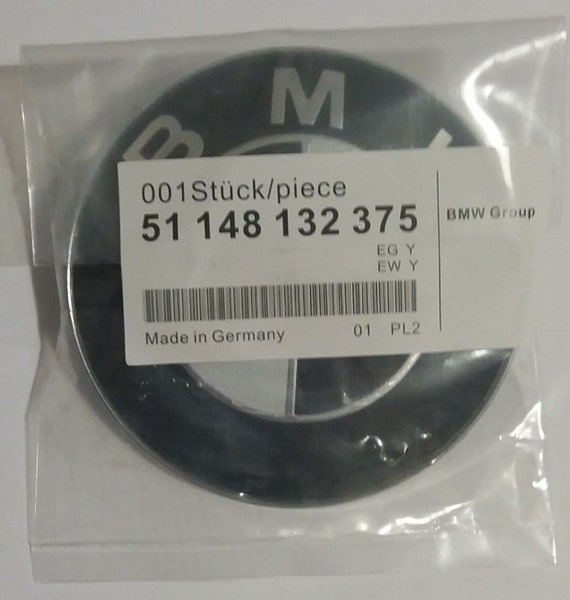 B M
001Stück/piece
51 148 132 375
BMW Group
EG Y
EW Y
Made in Germany
01 PL2